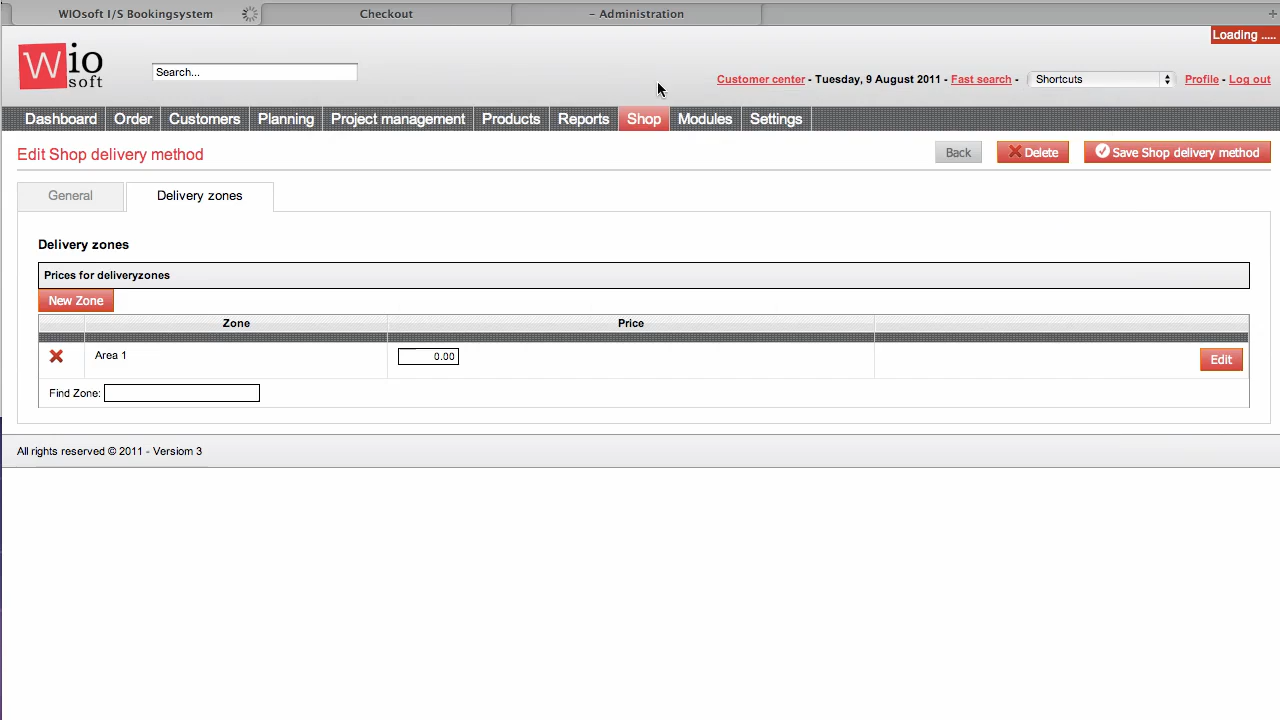 WIOsoft I/S Bookingsystem Checkout – Administration +
Loading .....
Wio soft
Search...
Customer center - Tuesday, 9 August 2011 - Fast search - Shortcuts Profile - Log out
Dashboard Order Customers Planning Project management Products Reports Shop Modules Settings
Edit Shop delivery method Back Delete Save Shop delivery method
General Delivery zones
Delivery zones
Prices for deliveryzones
New Zone
Zone Price
Area 1 0.00 Edit
Find Zone:
All rights reserved © 2011 - Versiom 3